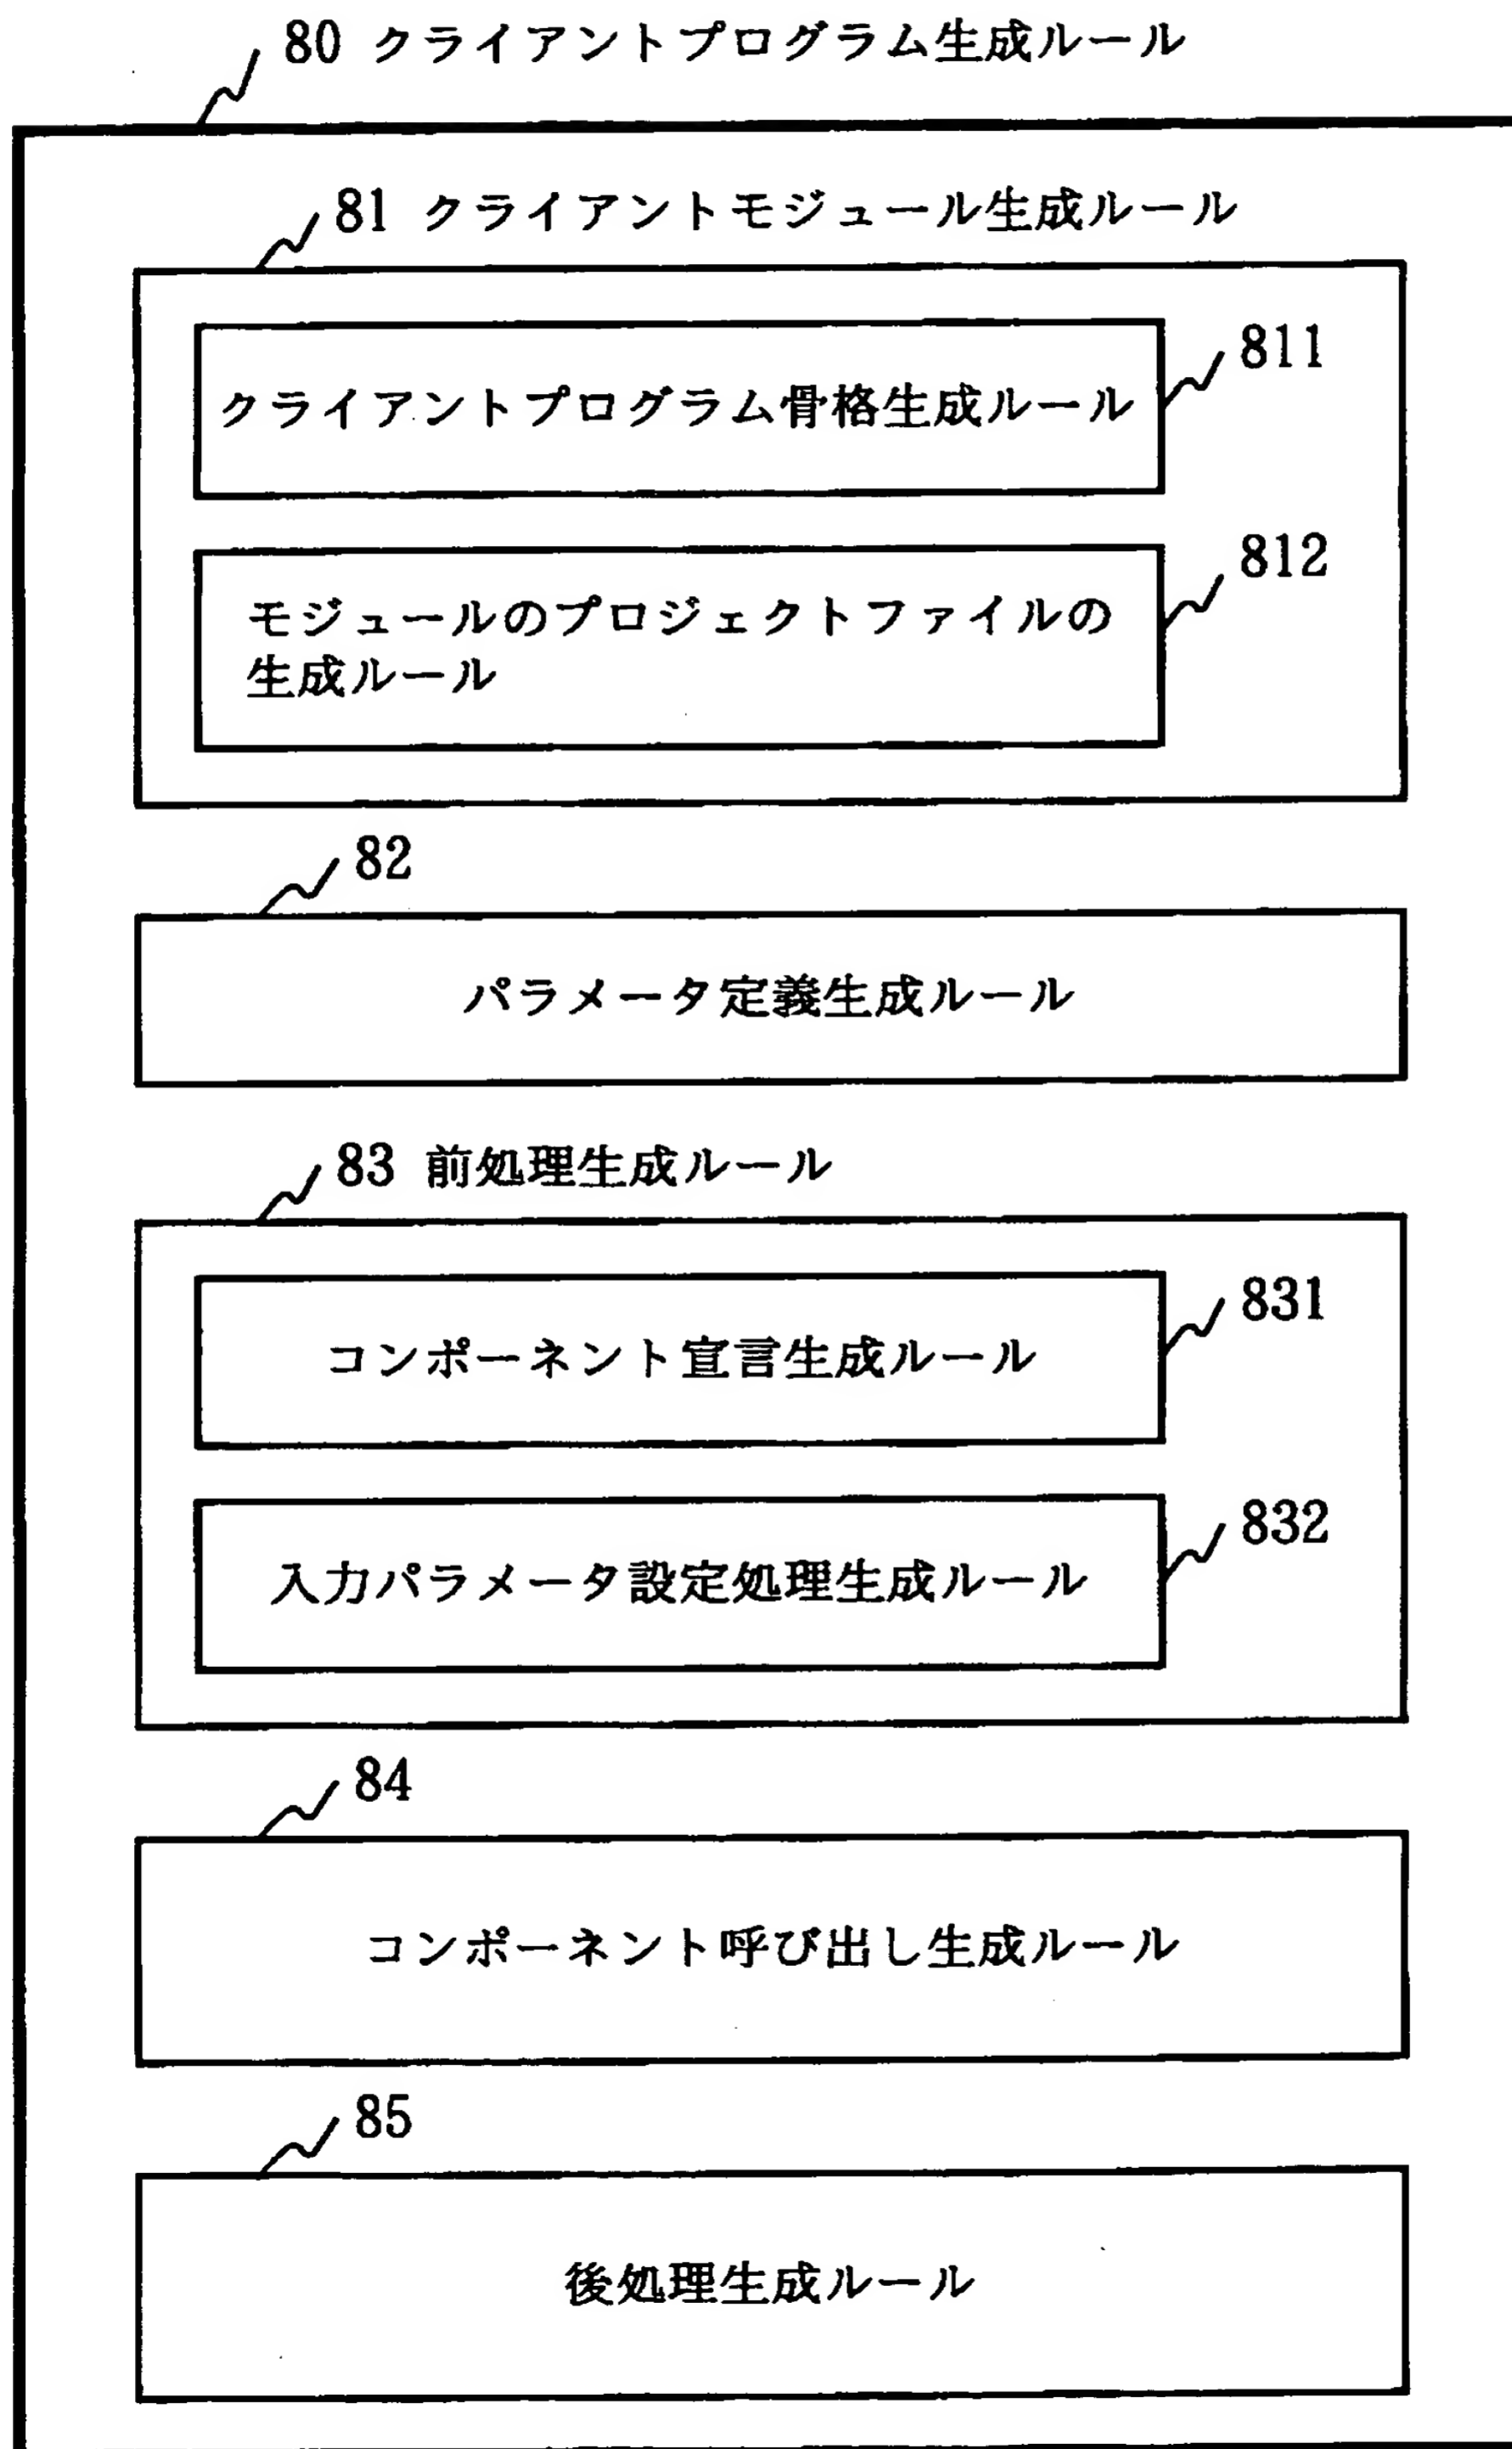 80 クライアントプログラム生成ルール
81 クライアントモジュール生成ルール
811
クライアントプログラム骨格生成ルール
812
モジュールのプロジェクトファイルの
生成ルール
82
パラメータ定義生成ルール
83 前処理生成ルール
831
コンポーネント宣言生成ルール
832
入力パラメータ設定処理生成ルール
84
コンポーネント呼び出し生成ルール
85
後処理生成ルール